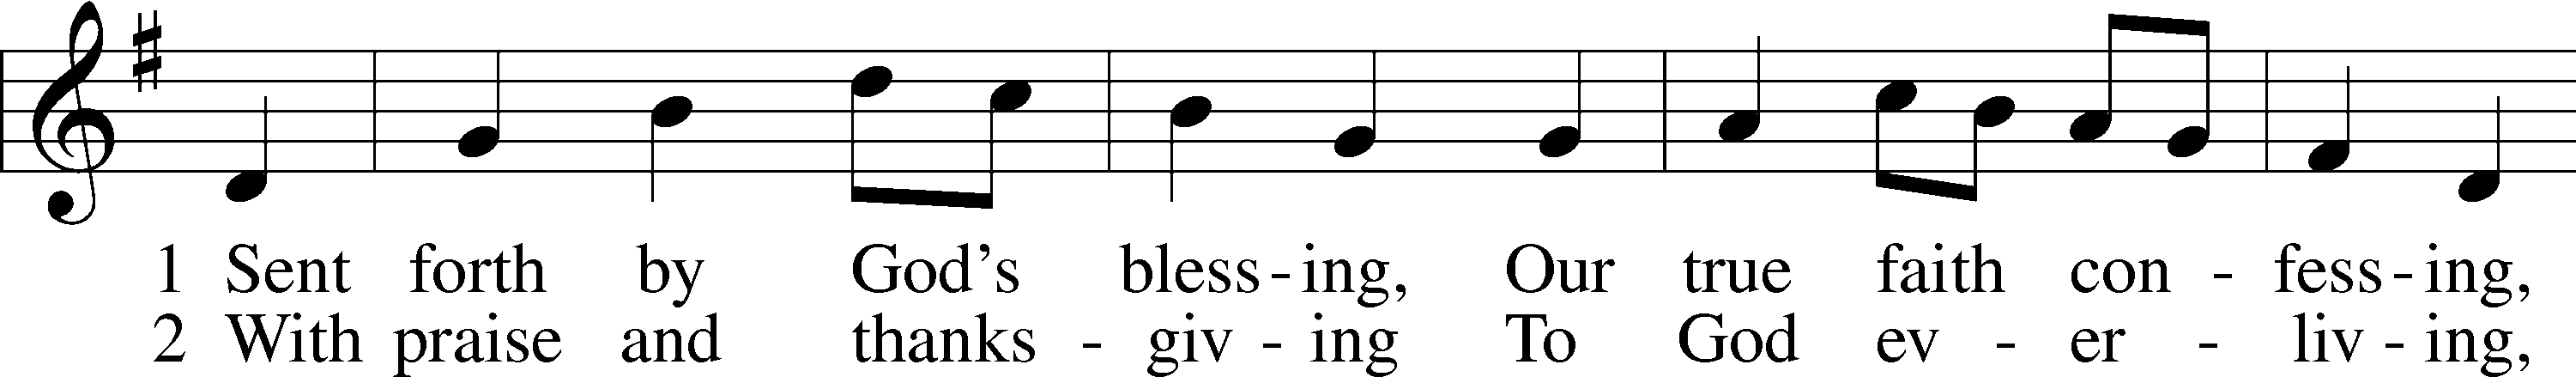 1 Sent forth by God's bless-ing, Our true faith con - fess-ing,
2 With praise and thanks - giv - ing To God ev - er - liv - ing,